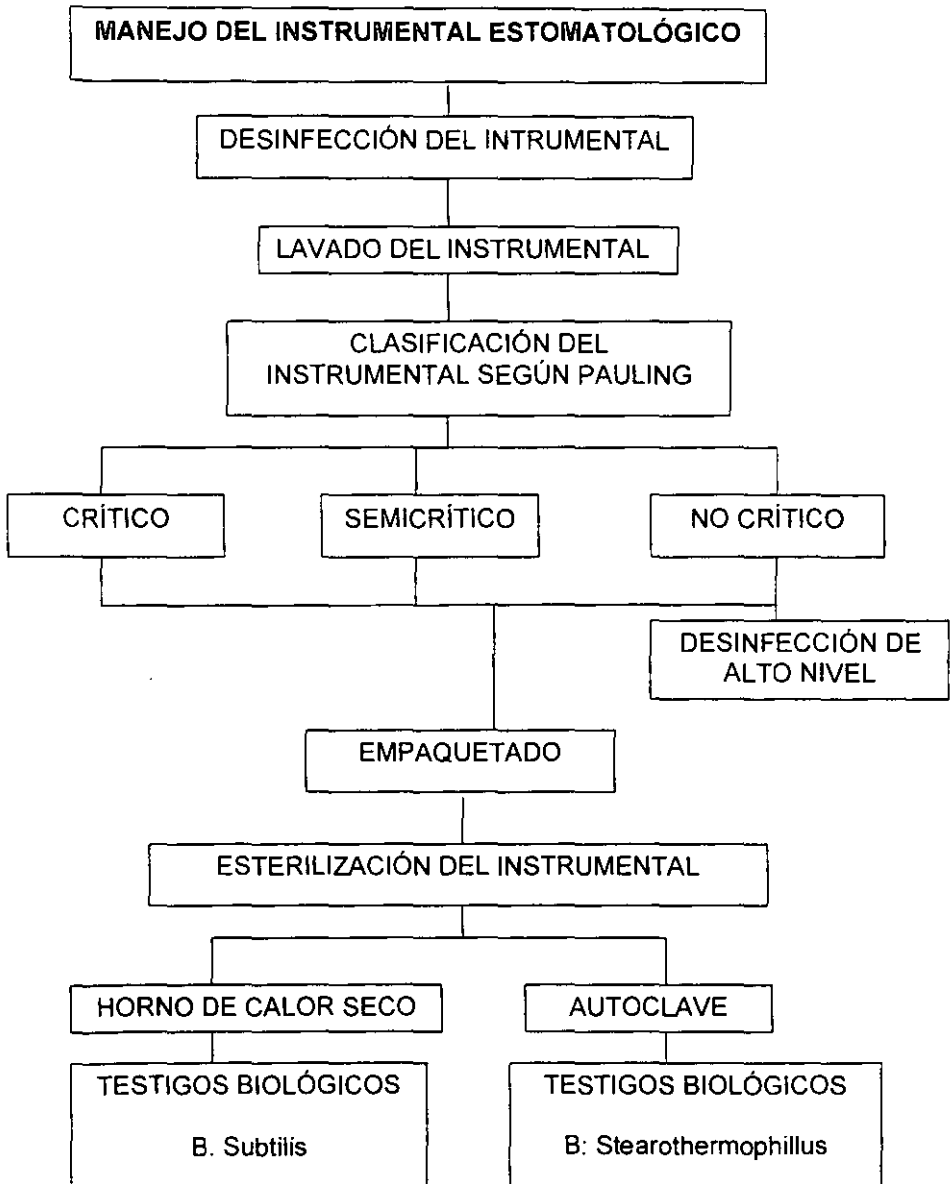 MANEJO DEL INSTRUMENTAL ESTOMATOLÓGICO
DESINFECCIÓN DEL INTRUMENTAL
LAVADO DEL INSTRUMENTAL
CLASIFICACIÓN DEL
INSTRUMENTAL SEGÚN PAULING
CRÍTICO
SEMICRÍTICO
NO CRÍTICO
DESINFECCIÓN DE
ALTO NIVEL
EMPAQUETADO
ESTERILIZACIÓN DEL INSTRUMENTAL
HORNO DE CALOR SECO
AUTOCLAVE
TESTIGOS BIOLÓGICOS
B. Subtilis
TESTIGOS BIOLÓGICOS
B: Stearothermophillus